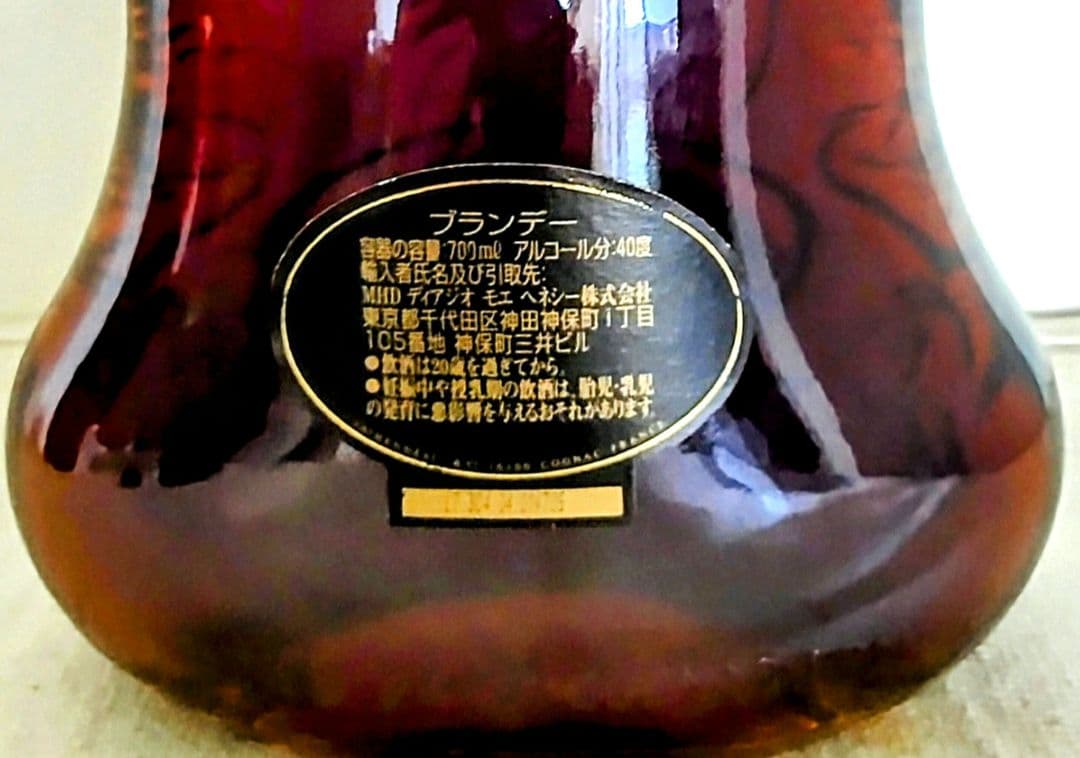 ブランデー
容器の容量:700mℓ アルコール分:40度
輸入者氏名及び引取先:
MHD ディアジオ モエ ヘネシー株式会社
東京都千代田区神田神保町1丁目
105番地 神保町三井ビル
●飲酒は20歳を過ぎてから。
●妊娠中や授乳期の飲酒は、胎児・乳児
の発育に悪影響を与えるおそれがあります。
COGNAC FRANCE